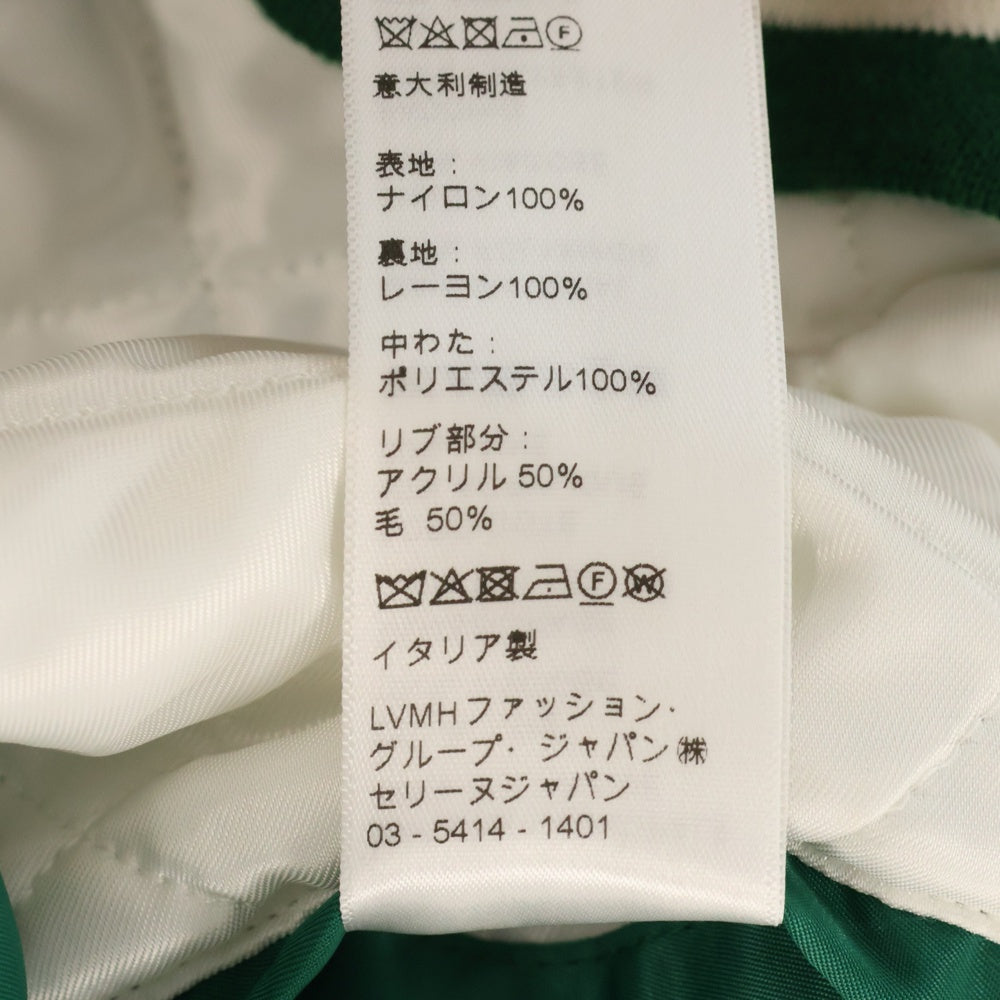 意大利制造
表地 :
ナイロン100%
裏地 :
レーヨン100%
中わた :
ポリエステル100%
リブ部分 :
アクリル 50%
毛 50%
イタリア製
LVMHファッション・
グループ・ジャパン㈱
セリーヌジャパン
03 - 5414 - 1401